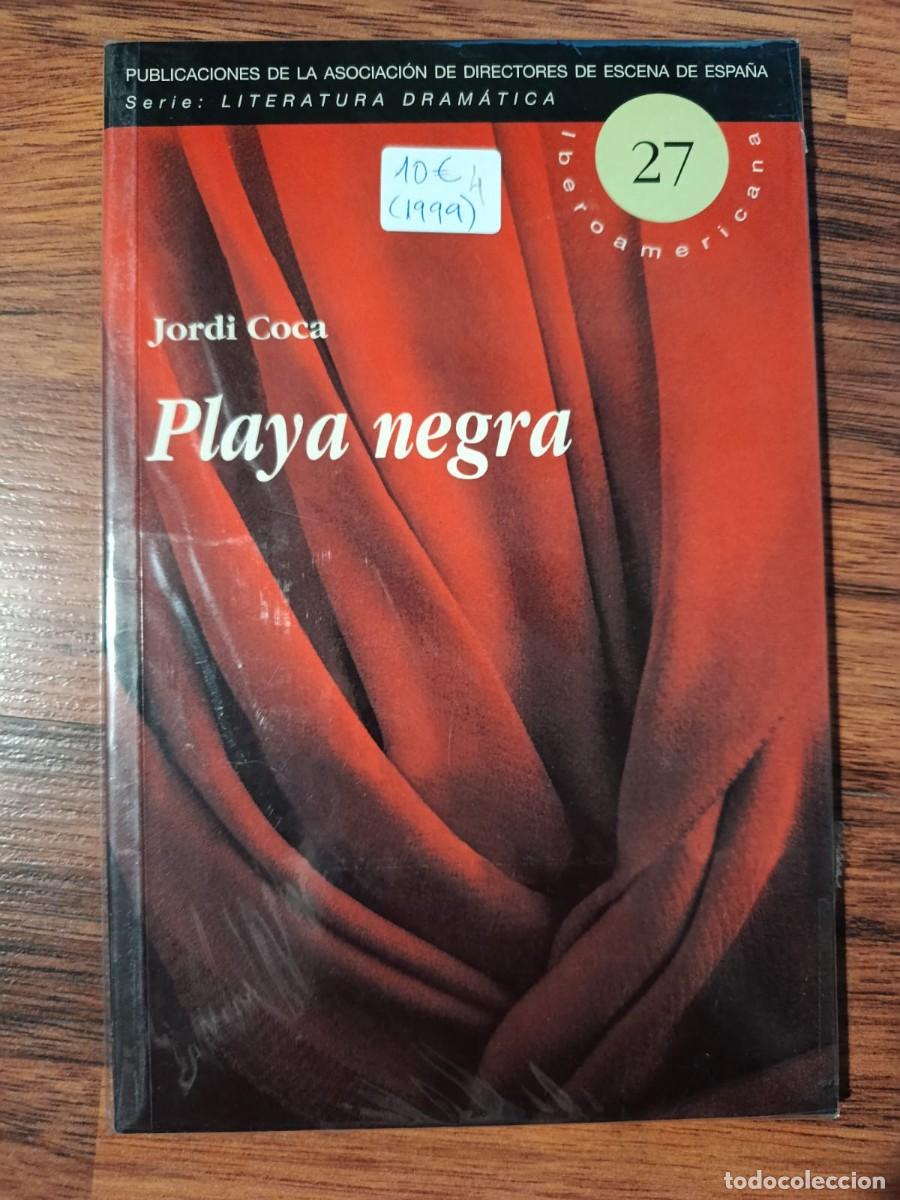 PUBLICACIONES DE LA ASOCIACIÓN DE DIRECTORES DE ESCENA DE ESPAÑA
Serie: LITERATURA DRAMÁTICA
27
Iberoamericana
10€ 4
(1999)
Jordi Coca
Playa negra
todocoleccion